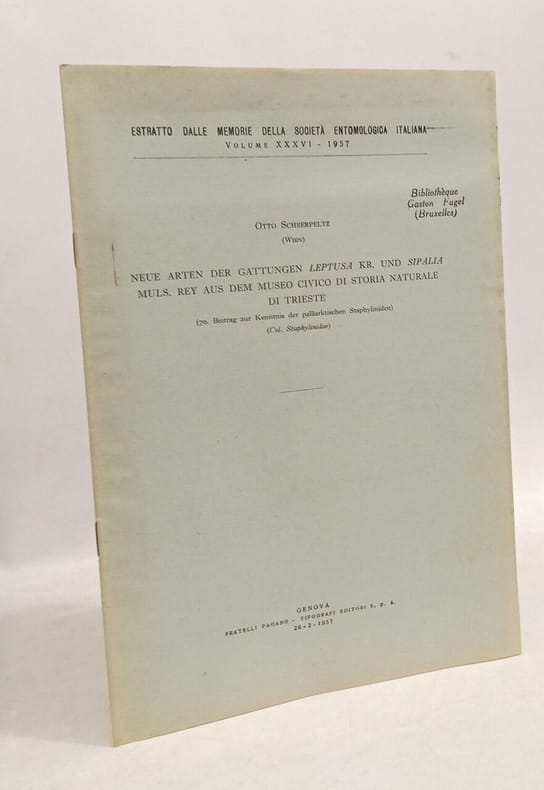 ESTRATTO DALLE MEMORIE DELLA SOCIETÀ ENTOMOLOGICA ITALIANA
VOLUME XXXVI - 1957
Bibliothèque
Gaston Fagel
(Bruxelles)
OTTO SCHEERPELTZ
(WIEN)
NEUE ARTEN DER GATTUNGEN LEPTUSA KR. UND SIPALIA
MULS. REY AUS DEM MUSEO CIVICO DI STORIA NATURALE
DI TRIESTE
(70. Beitrag zur Kenntnis der paläarktischen Staphyliniden)
(Col. Staphylinidae)
GENOVA
FRATELLI PAGANO - TIPOGRAFI EDITORI S. p. A.
26-2-1957